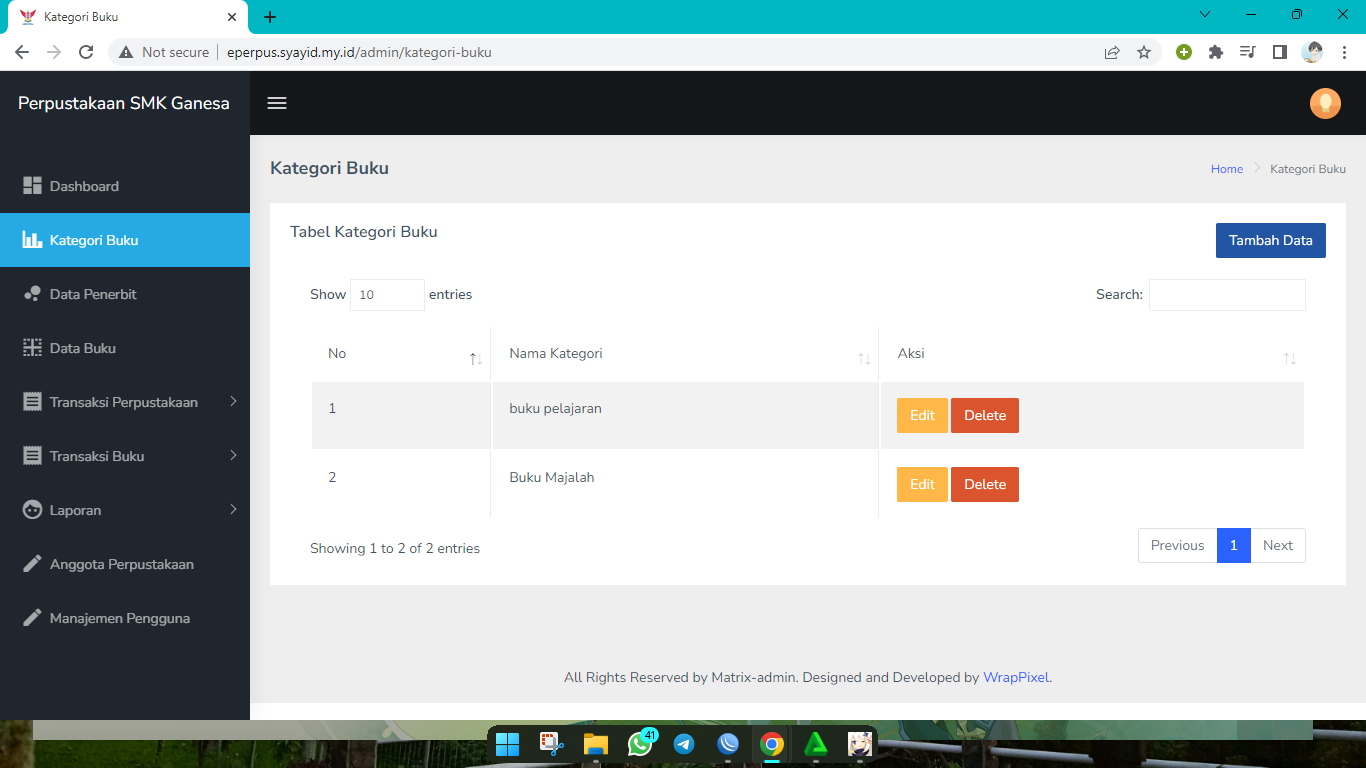 Kategori Buku
Not secure eperpus.syayid.my.id/admin/kategori-buku
Perpustakaan SMK Ganesa
Dashboard
Kategori Buku
Data Penerbit
Data Buku
Transaksi Perpustakaan
Transaksi Buku
Laporan
Anggota Perpustakaan
Manajemen Pengguna
Kategori Buku
Home Kategori Buku
Tabel Kategori Buku
Tambah Data
Show 10 entries
Search:
No Nama Kategori Aksi
1 buku pelajaran Edit Delete
2 Buku Majalah Edit Delete
Showing 1 to 2 of 2 entries
Previous 1 Next
All Rights Reserved by Matrix-admin. Designed and Developed by WrapPixel.
41